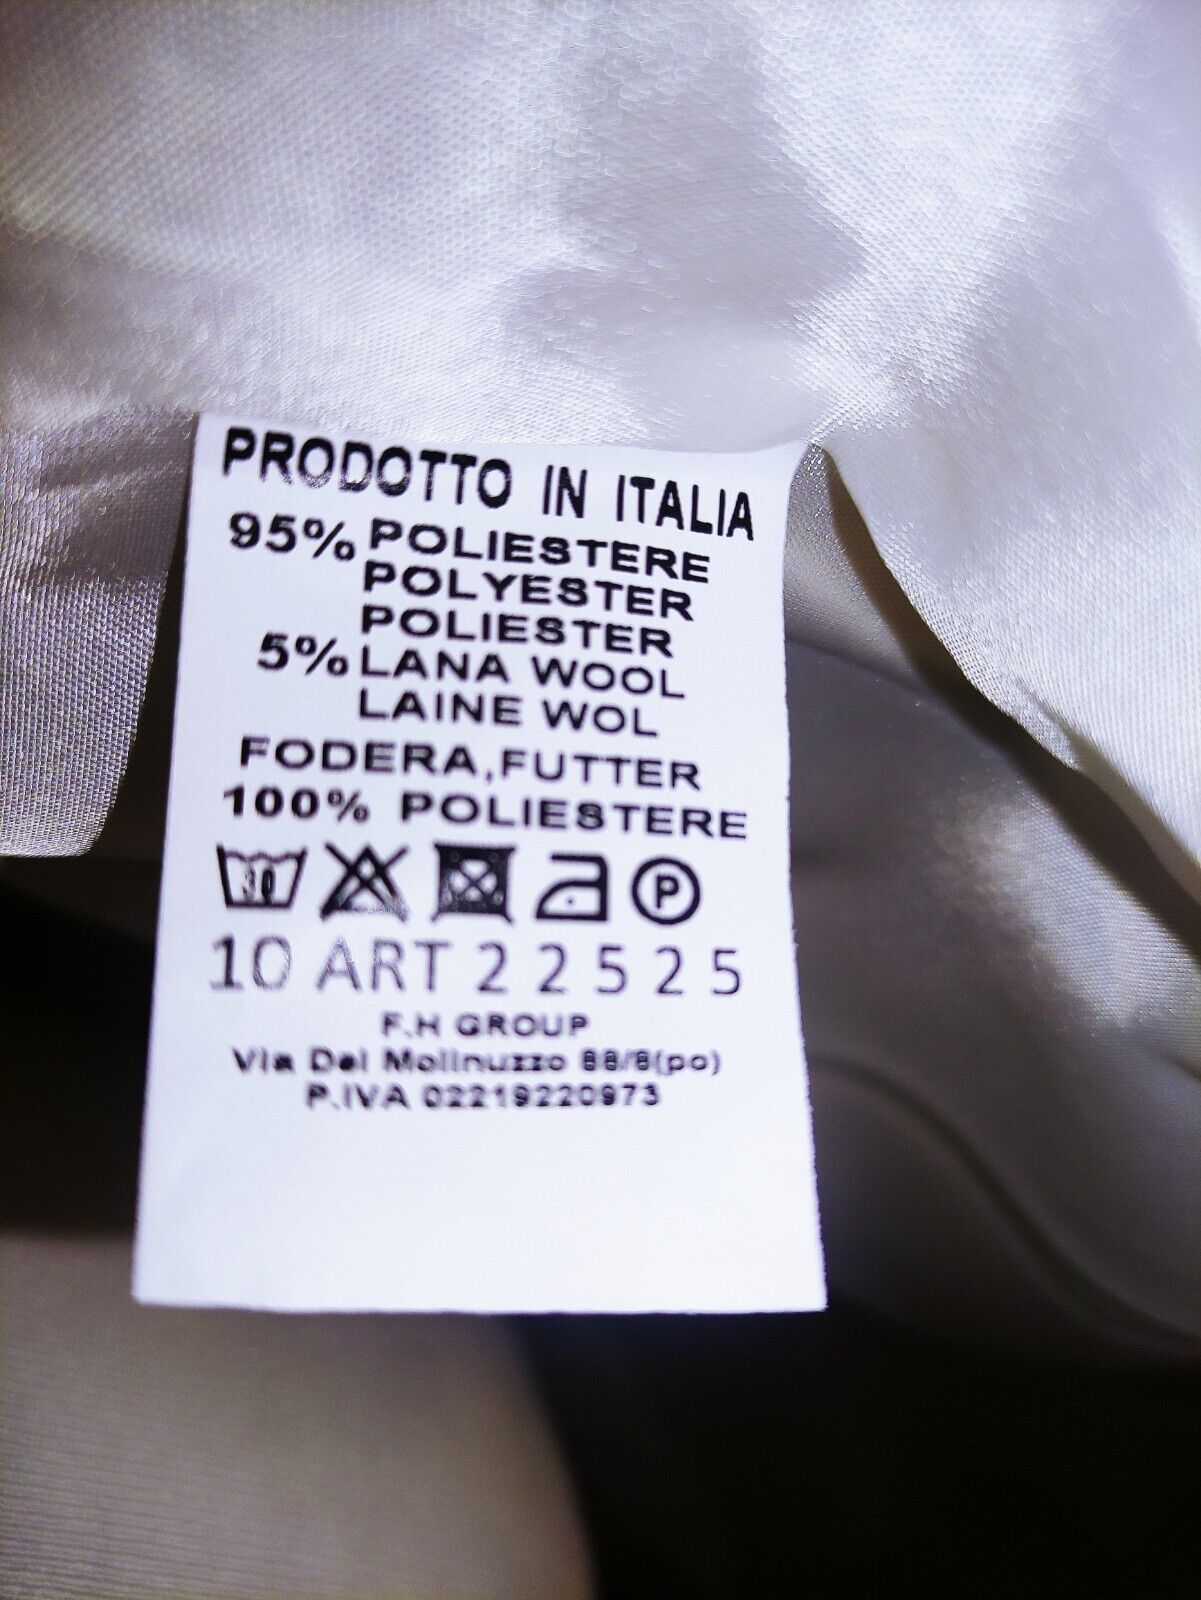 PRODOTTO IN ITALIA
95% POLIESTERE
POLYESTER
POLIESTER
5% LANA WOOL
LAINE WOL
FODERA,FUTTER
100% POLIESTERE
30
P
10 ART 22525
F.H GROUP
Via Del Molinuzzo 88/8(po)
P.IVA 02219220973